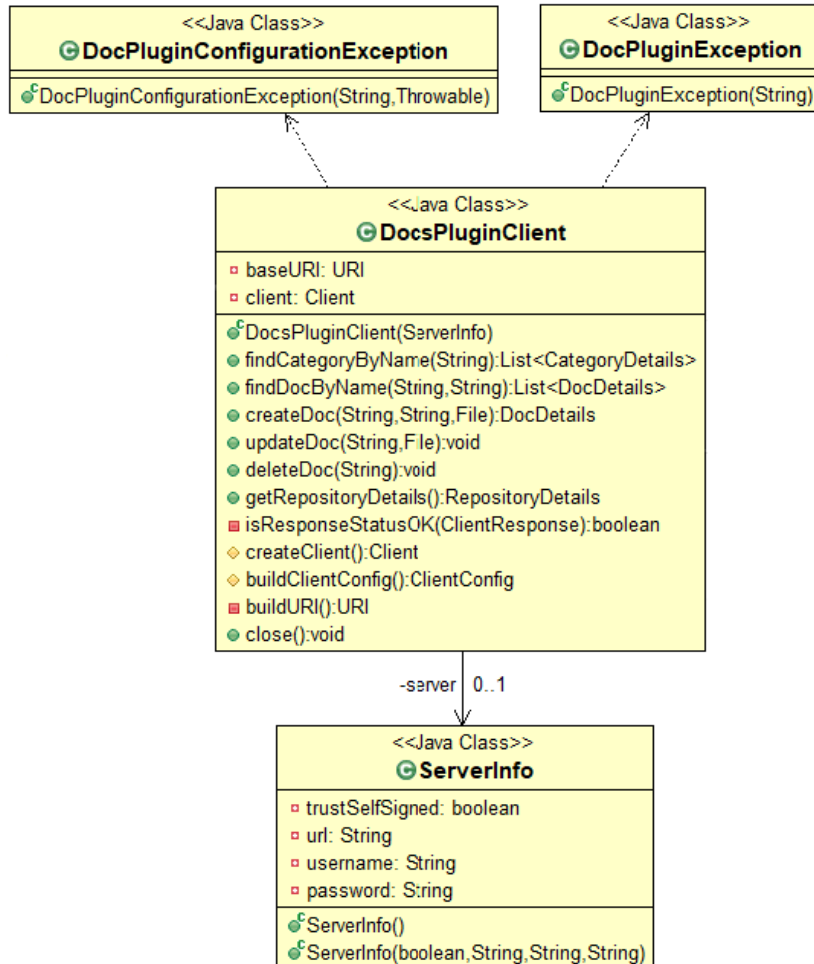 <<Java Class>>
DocPluginConfigurationException
DocPluginConfigurationException(String,Throwable)
<<Java Class>>
DocPluginException
DocPluginException(String)
<<Java Class>>
DocsPluginClient
baseURI: URI
client: Client
DocsPluginClient(ServerInfo)
findCategoryByName(String):List<CategoryDetails>
findDocByName(String,String):List<DocDetails>
createDoc(String,String,File):DocDetails
updateDoc(String,File):void
deleteDoc(String):void
getRepositoryDetails():RepositoryDetails
isResponseStatusOK(ClientResponse):boolean
createClient():Client
buildClientConfig():ClientConfig
buildURI():URI
close():void
-server 0..1
<<Java Class>>
ServerInfo
trustSelfSigned: boolean
url: String
username: String
password: String
ServerInfo()
ServerInfo(boolean,String,String,String)